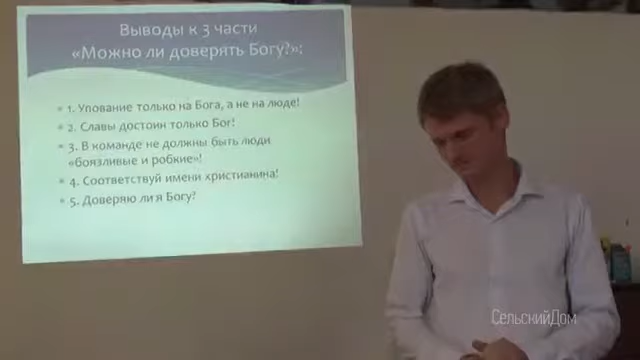 Выводы к 3 части
«Можно ли доверять Богу?»:
1. Упование только на Бога, а не на люде!
2. Славы достоин только Бог!
3. В команде не должны быть люди
«боязливые и робкие»!
4. Соответствуй имени христианина!
5. Доверяю ли я Богу?
СельскийДом